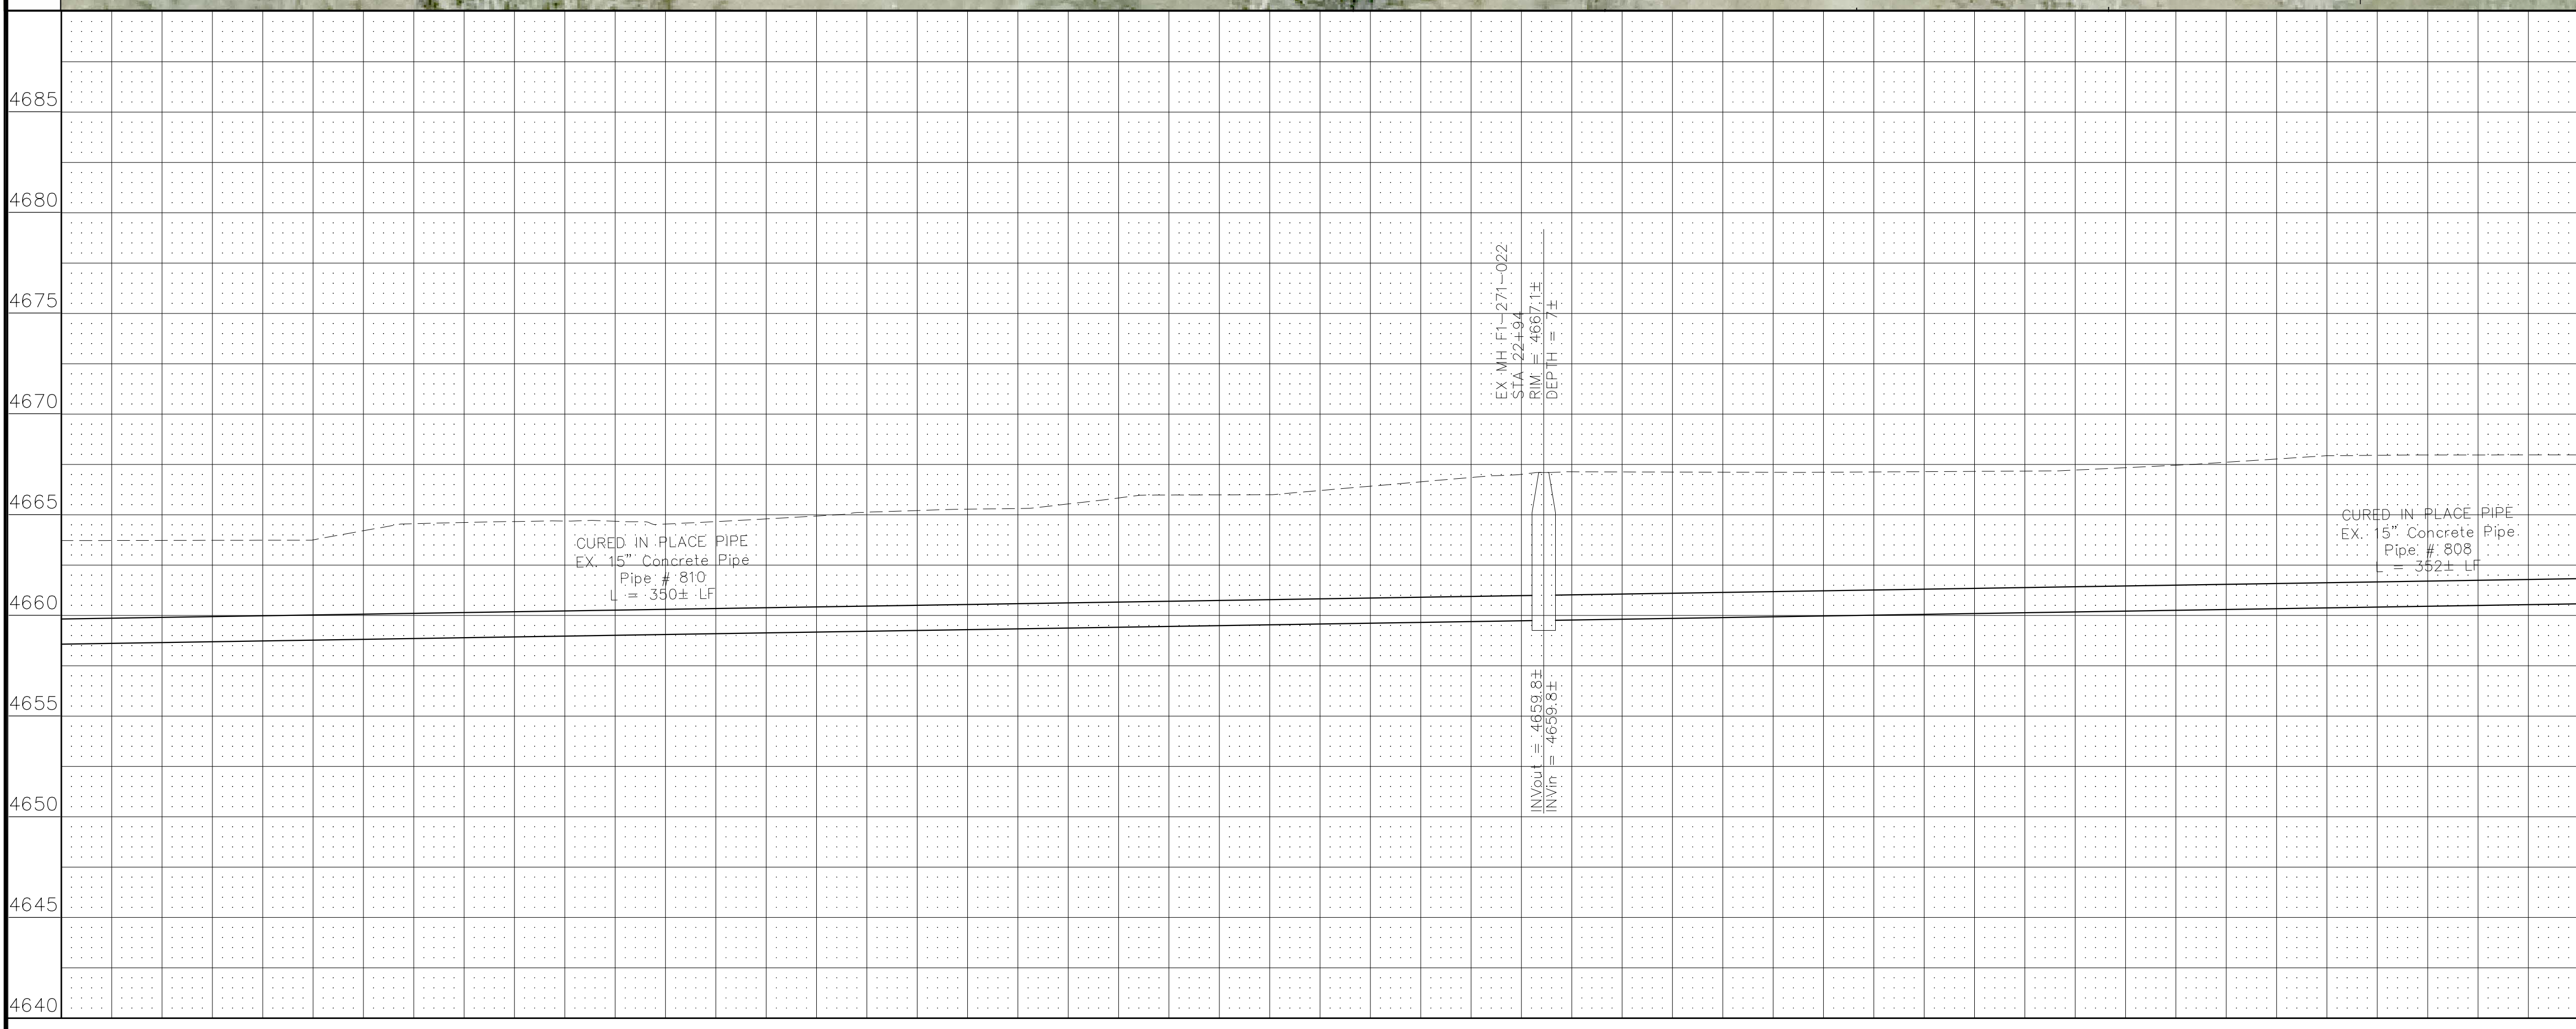 4685
4680
4675
4670
4665
4660
4655
4650
4645
4640
CURED IN PLACE PIPE
EX. 15" Concrete Pipe
Pipe # 810
L = 350± LF
EX MH F1-271-022
STA 22+94
RIM = 4667.1±
DEPTH = 7±
INVout = 4659.8±
INVin = 4659.8±
CURED IN PLACE PIPE
EX. 15" Concrete Pipe
Pipe # 808
L = 352± LF